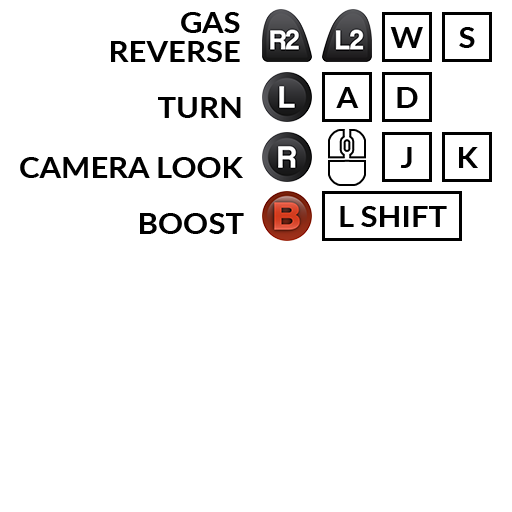 GAS
REVERSE R2 L2 W S
TURN L A D
CAMERA LOOK R J K
BOOST B L SHIFT